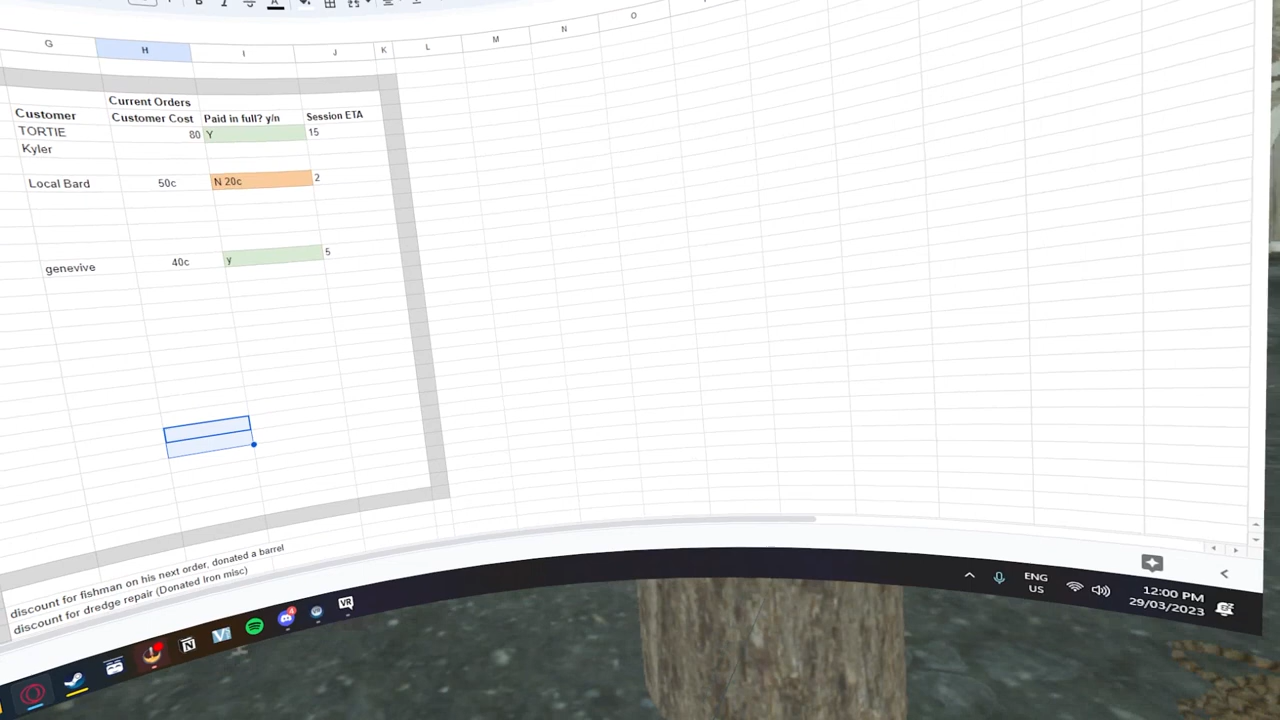 G H I J K L M N O
Current Orders
Customer Customer Cost Paid in full? y/n Session ETA
TORTIE 80 Y 15
Kyler
Local Bard 50c N 20c 2
genevive 40c y 5
discount for fishman on his next order, donated a barrel
discount for dredge repair (Donated Iron misc)
ENG
US
12:00 PM
29/03/2023
VR
4